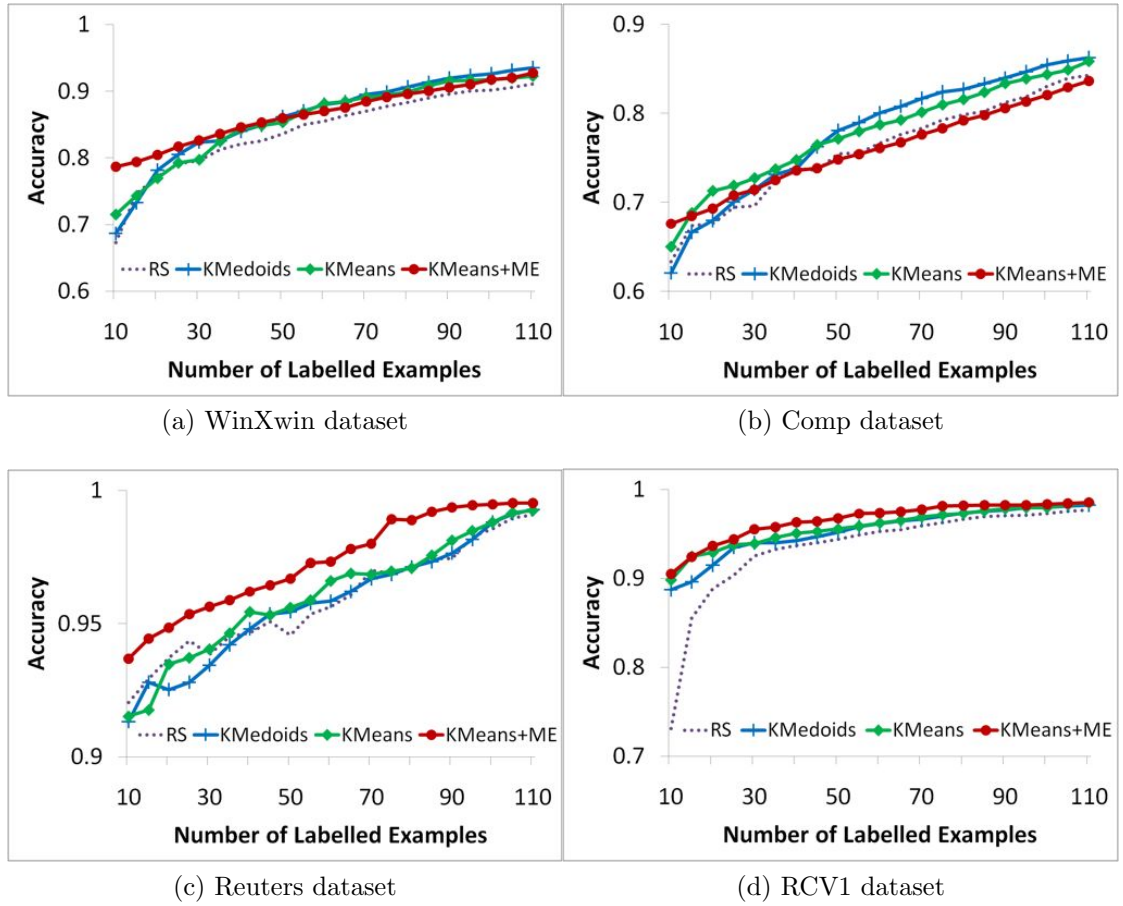 1
0.9
0.8
0.7
0.6
Accuracy
RS KMedoids KMeans KMeans+ME
10 30 50 70 90 110
Number of Labelled Examples
(a) WinXwin dataset
0.9
0.8
0.7
0.6
Accuracy
RS KMedoids KMeans KMeans+ME
10 30 50 70 90 110
Number of Labelled Examples
(b) Comp dataset
1
0.95
0.9
Accuracy
RS KMedoids KMeans KMeans+ME
10 30 50 70 90 110
Number of Labelled Examples
(c) Reuters dataset
1
0.9
0.8
0.7
Accuracy
RS KMedoids KMeans KMeans+ME
10 30 50 70 90 110
Number of Labelled Examples
(d) RCV1 dataset